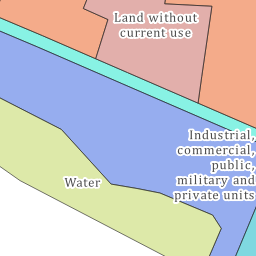 Land without
current use
Industrial,
commercial,
public,
military and
private units
Water